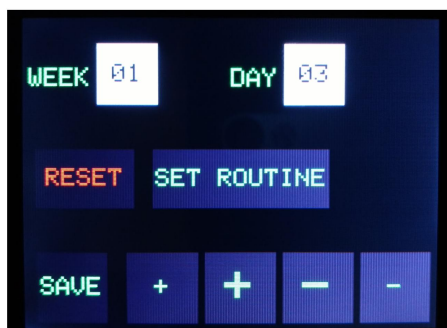 WEEK 01 DAY 03
RESET SET ROUTINE
SAVE + + - -